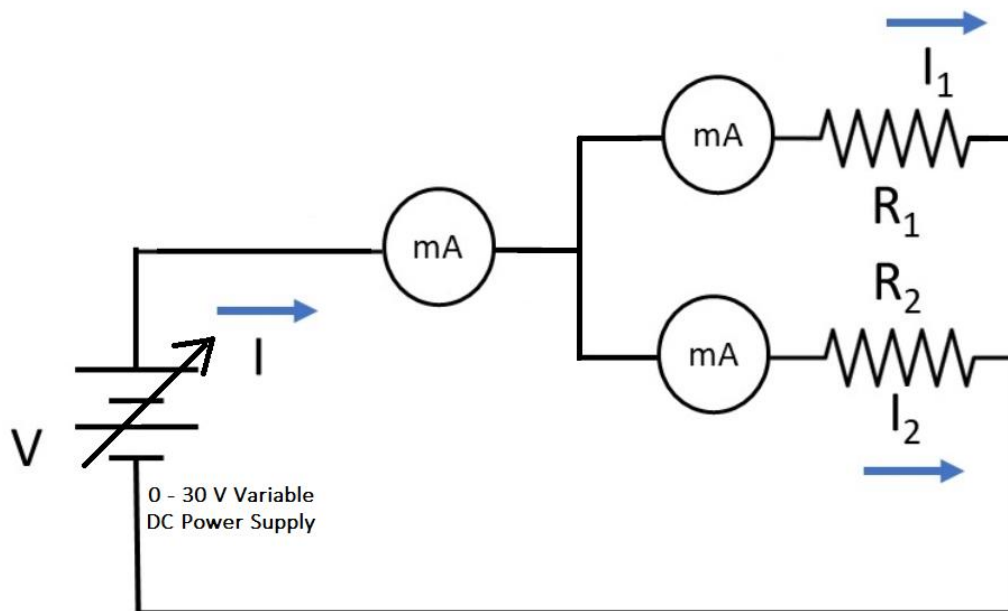 I₁
mA
R₁
mA
R₂
mA
I
I₂
V
0 - 30 V Variable
DC Power Supply